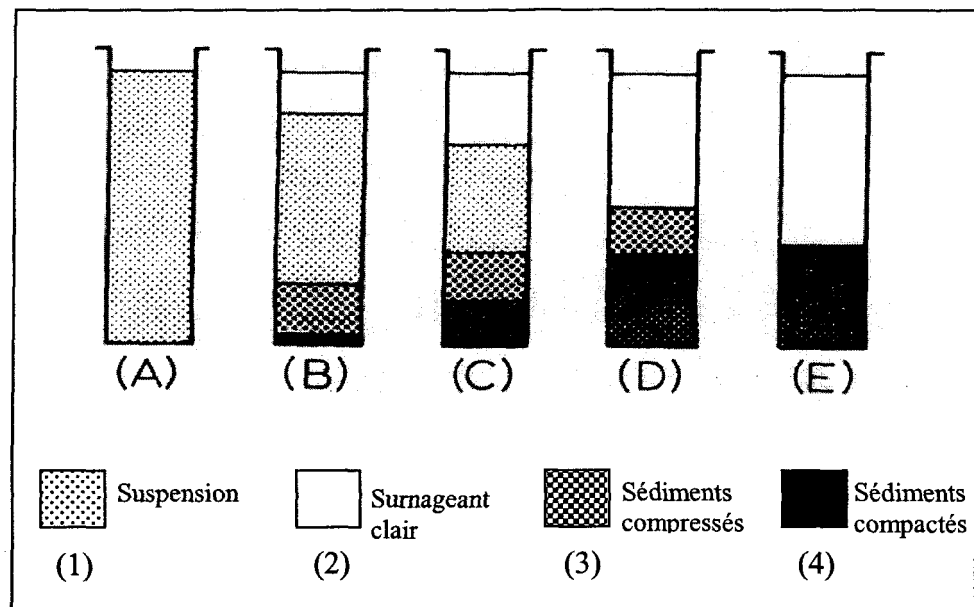 (A) (B) (C) (D) (E)
Suspension
Surnageant
clair
Sédiments
compressés
Sédiments
compactés
(1) (2) (3) (4)